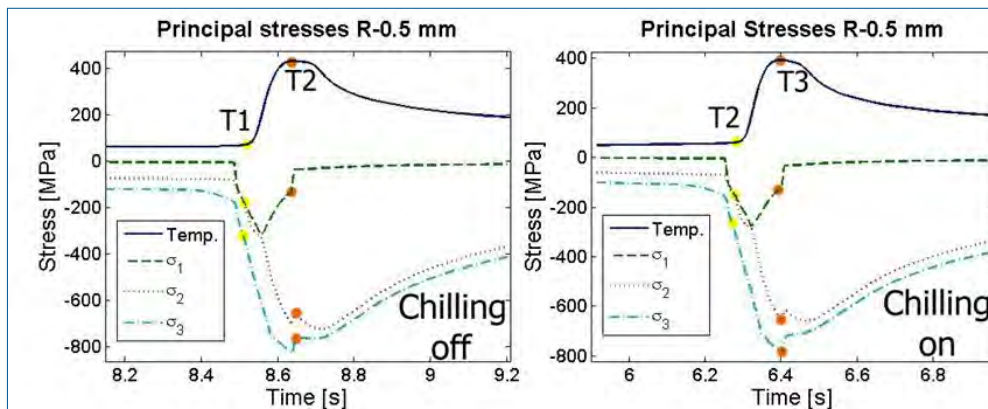 Principal stresses R-0.5 mm
Stress [MPa]
400
200
0
-200
-400
-600
-800
T1
T2
Temp.
σ1
σ2
σ3
Chilling
off
8.2 8.4 8.6 8.8 9 9.2
Time [s]
Principal Stresses R-0.5 mm
Stress [MPa]
400
200
0
-200
-400
-600
-800
T2
T3
Temp.
σ1
σ2
σ3
Chilling
on
6 6.2 6.4 6.6 6.8
Time [s]